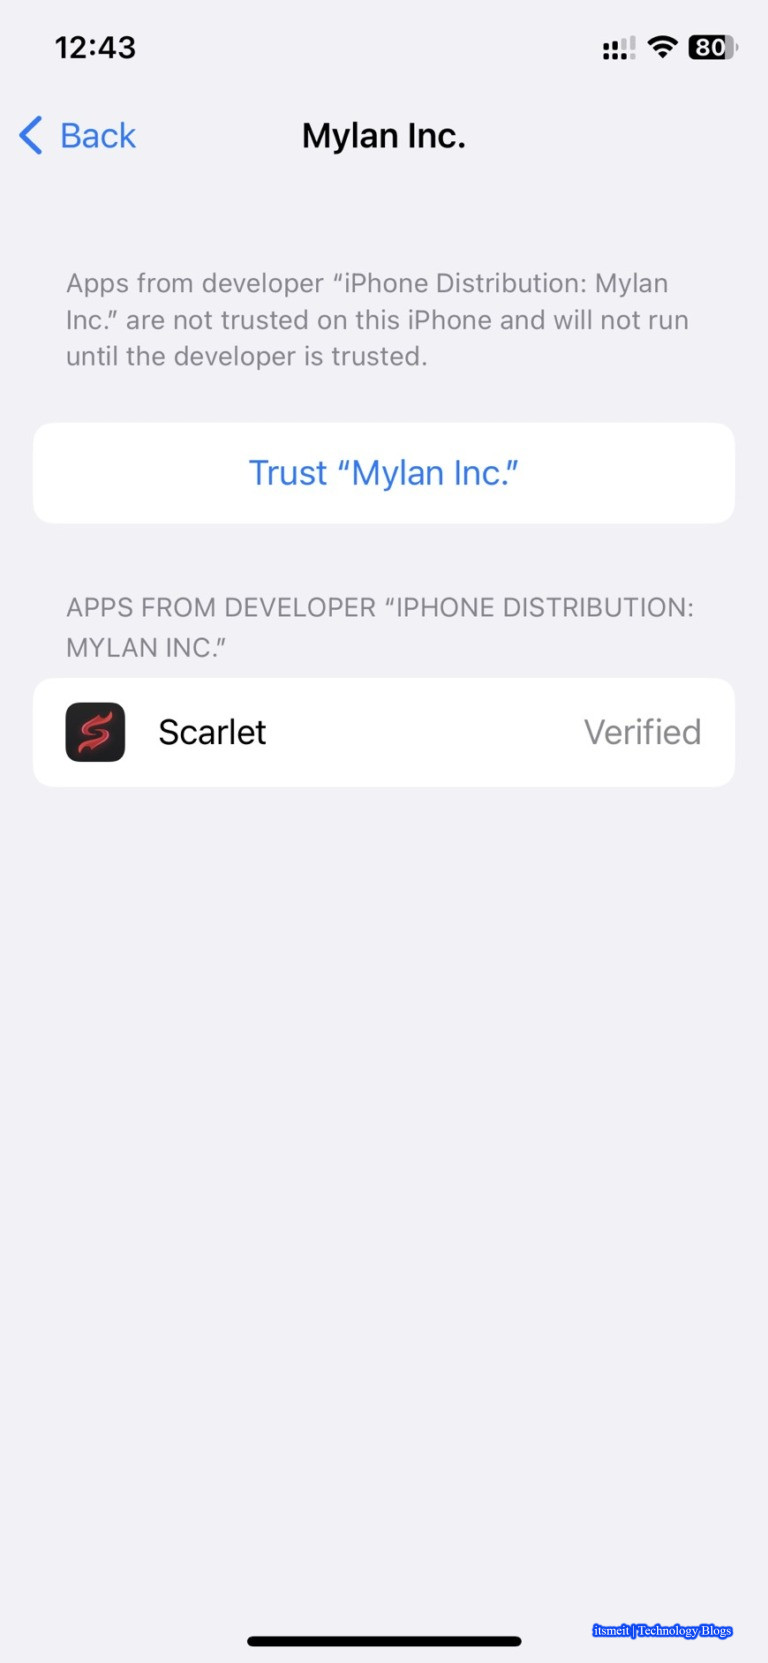 12:43
80
Back
Mylan Inc.
Apps from developer “iPhone Distribution: Mylan
Inc.” are not trusted on this iPhone and will not run
until the developer is trusted.
Trust “Mylan Inc.”
APPS FROM DEVELOPER “IPHONE DISTRIBUTION:
MYLAN INC.”
Scarlet
Verified
itsmeit | Technology Blogs